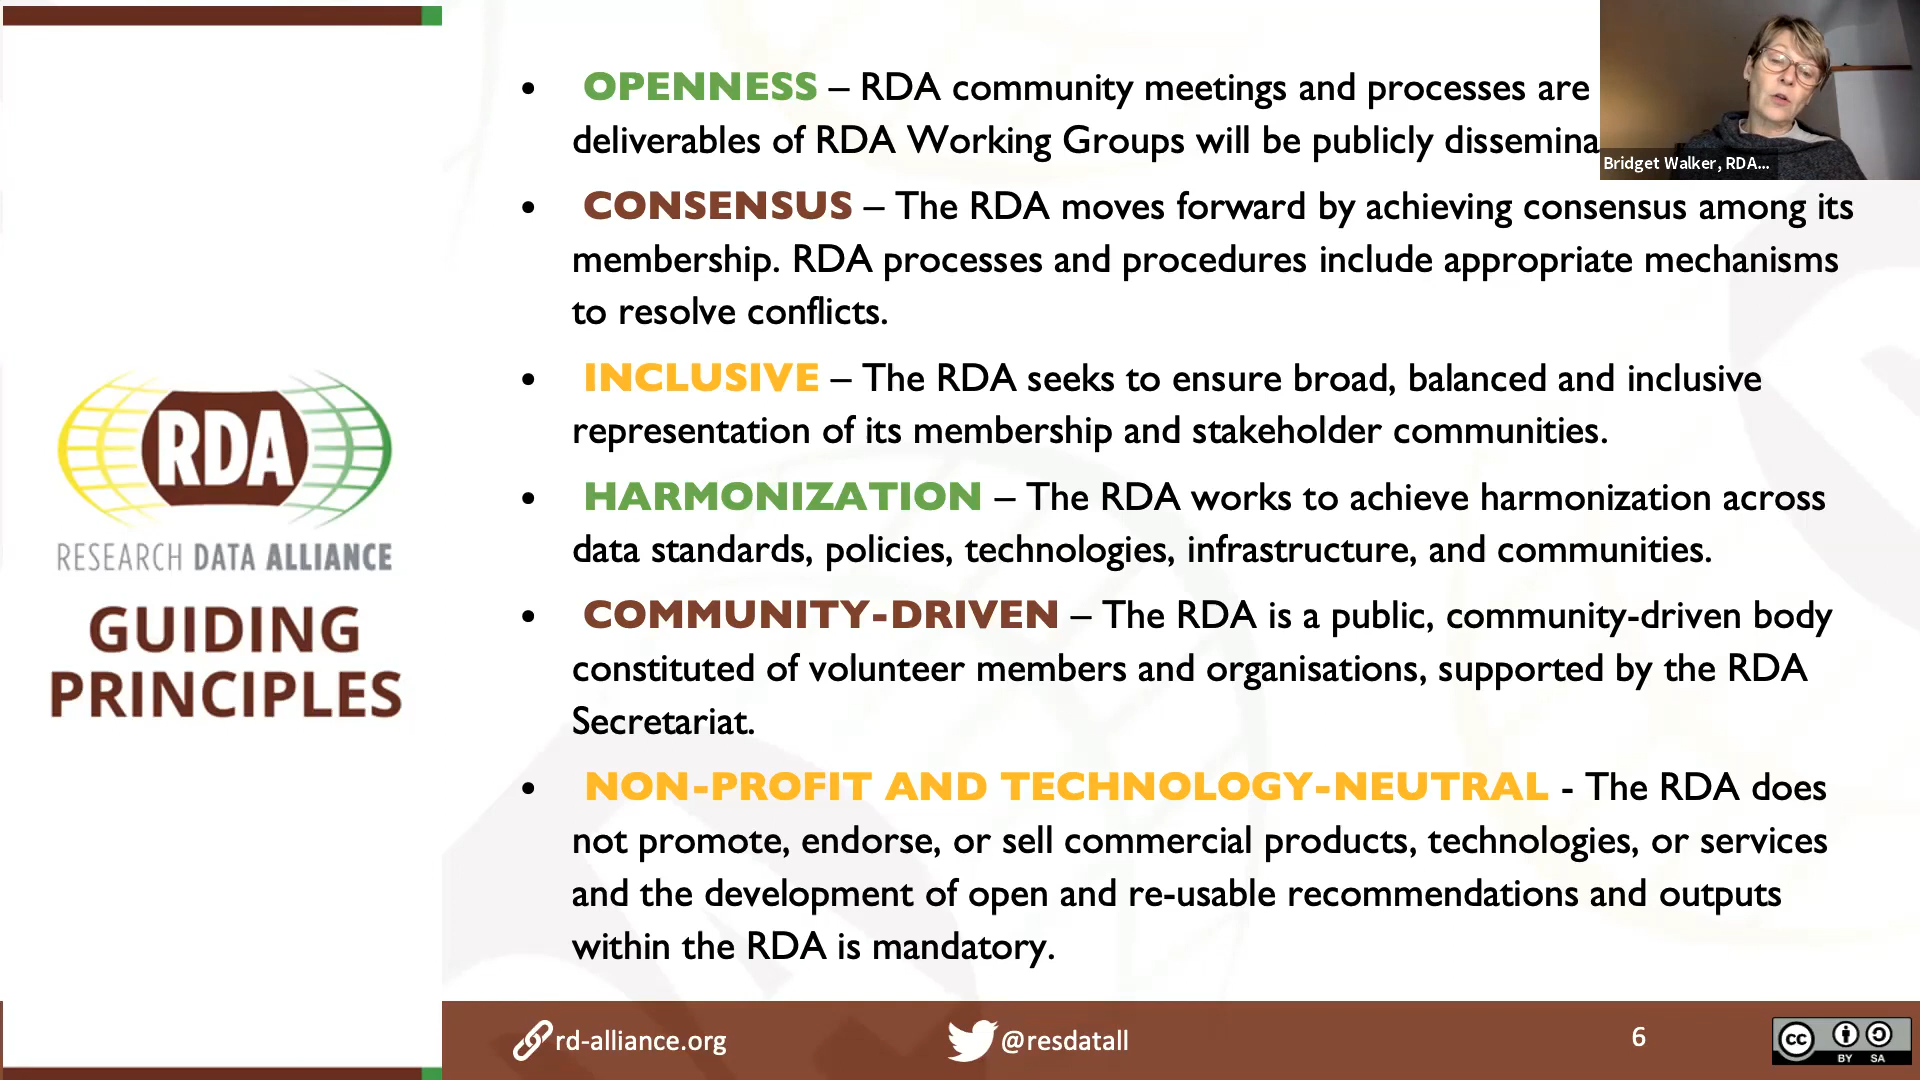 OPENNESS – RDA community meetings and processes are
deliverables of RDA Working Groups will be publicly
Bridget Walker, RDA...
CONSENSUS – The RDA moves forward by achieving consensus among its
membership. RDA processes and procedures include appropriate mechanisms
to resolve conflicts.
INCLUSIVE – The RDA seeks to ensure broad, balanced and inclusive
representation of its membership and stakeholder communities.
HARMONIZATION – The RDA works to achieve harmonization across
data standards, policies, technologies, infrastructure, and communities.
COMMUNITY-DRIVEN – The RDA is a public, community-driven body
constituted of volunteer members and organisations, supported by the RDA
Secretariat.
NON-PROFIT AND TECHNOLOGY-NEUTRAL - The RDA does
not promote, endorse, or sell commercial products, technologies, or services
and the development of open and re-usable recommendations and outputs
within the RDA is mandatory.
RDA
RESEARCH DATA ALLIANCE
GUIDING
PRINCIPLES
rd-alliance.org
@resdatall
6
cc
BY SA